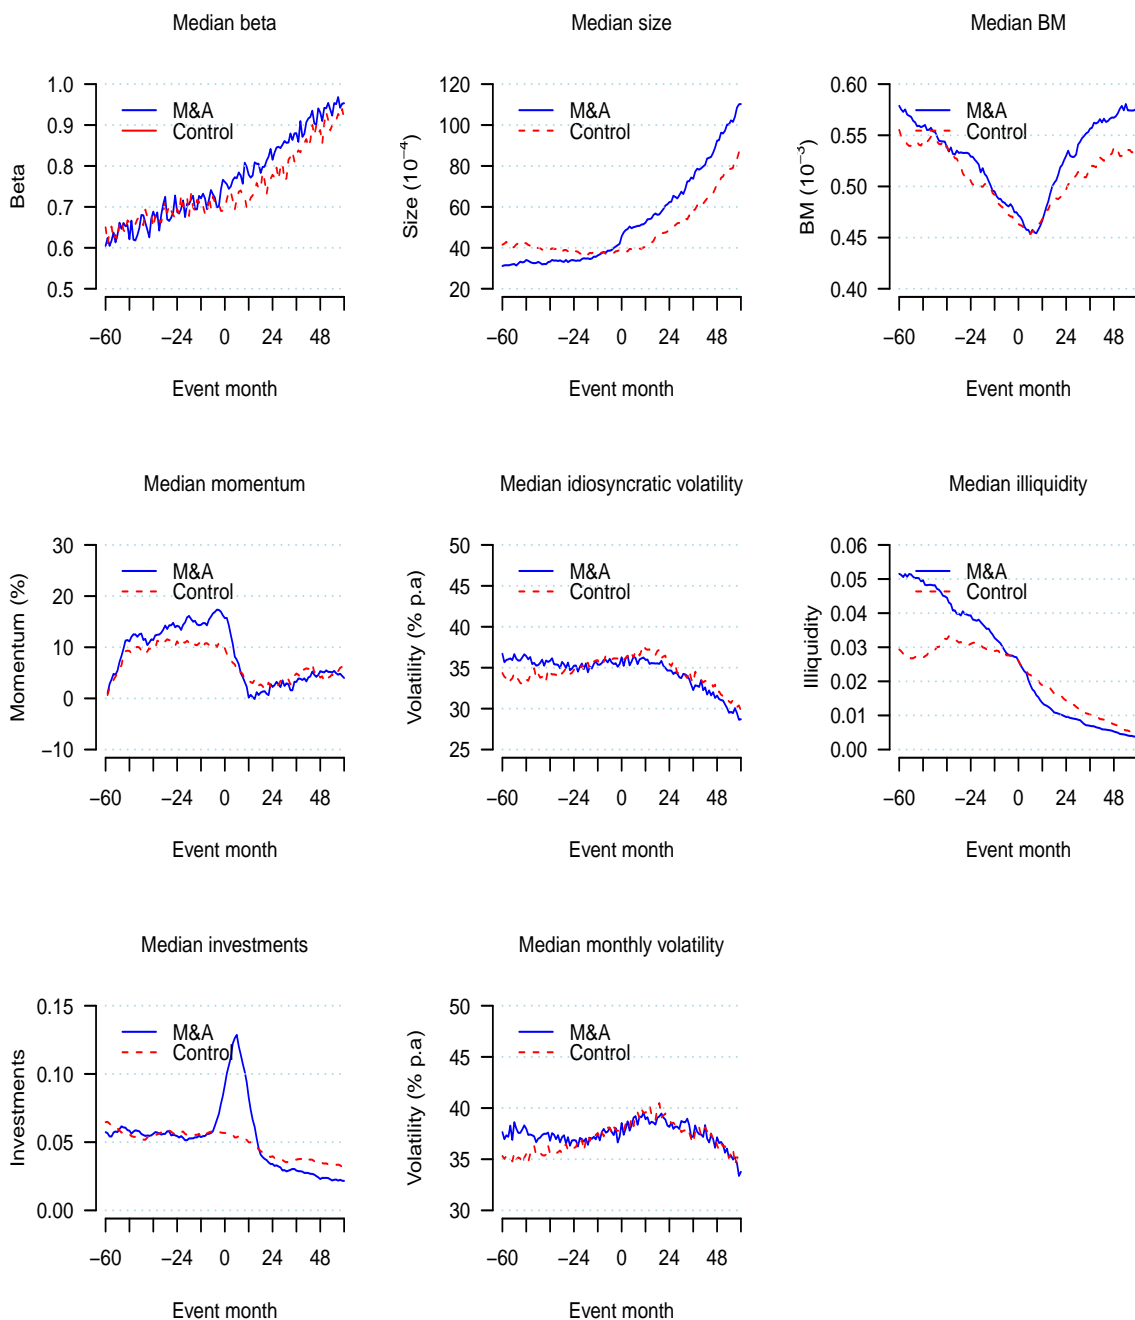 Median beta
Beta
1.0
0.9
0.8
0.7
0.6
0.5
M&A
Control
−60 −24 0 24 48
Event month
Median size
Size (10⁻⁴)
120
100
80
60
40
20
M&A
Control
−60 −24 0 24 48
Event month
Median BM
BM (10⁻³)
0.60
0.55
0.50
0.45
0.40
M&A
Control
−60 −24 0 24 48
Event month
Median momentum
Momentum (%)
30
20
10
0
−10
M&A
Control
−60 −24 0 24 48
Event month
Median idiosyncratic volatility
Volatility (% p.a)
50
45
40
35
30
25
M&A
Control
−60 −24 0 24 48
Event month
Median illiquidity
Illiquidity
0.06
0.05
0.04
0.03
0.02
0.01
0.00
M&A
Control
−60 −24 0 24 48
Event month
Median investments
Investments
0.15
0.10
0.05
0.00
M&A
Control
−60 −24 0 24 48
Event month
Median monthly volatility
Volatility (% p.a)
50
45
40
35
30
M&A
Control
−60 −24 0 24 48
Event month